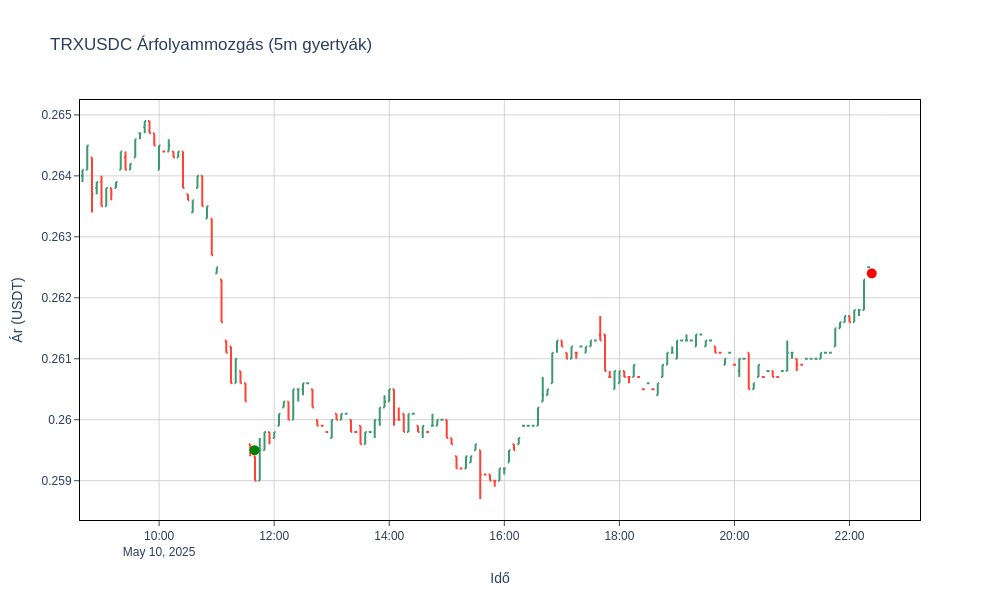 TRXUSDC Árfolyammozgás (5m gyertyák)
0.265
0.264
0.263
0.262
0.261
0.26
0.259
Ár (USDT)
10:00 12:00 14:00 16:00 18:00 20:00 22:00
May 10, 2025
Idő